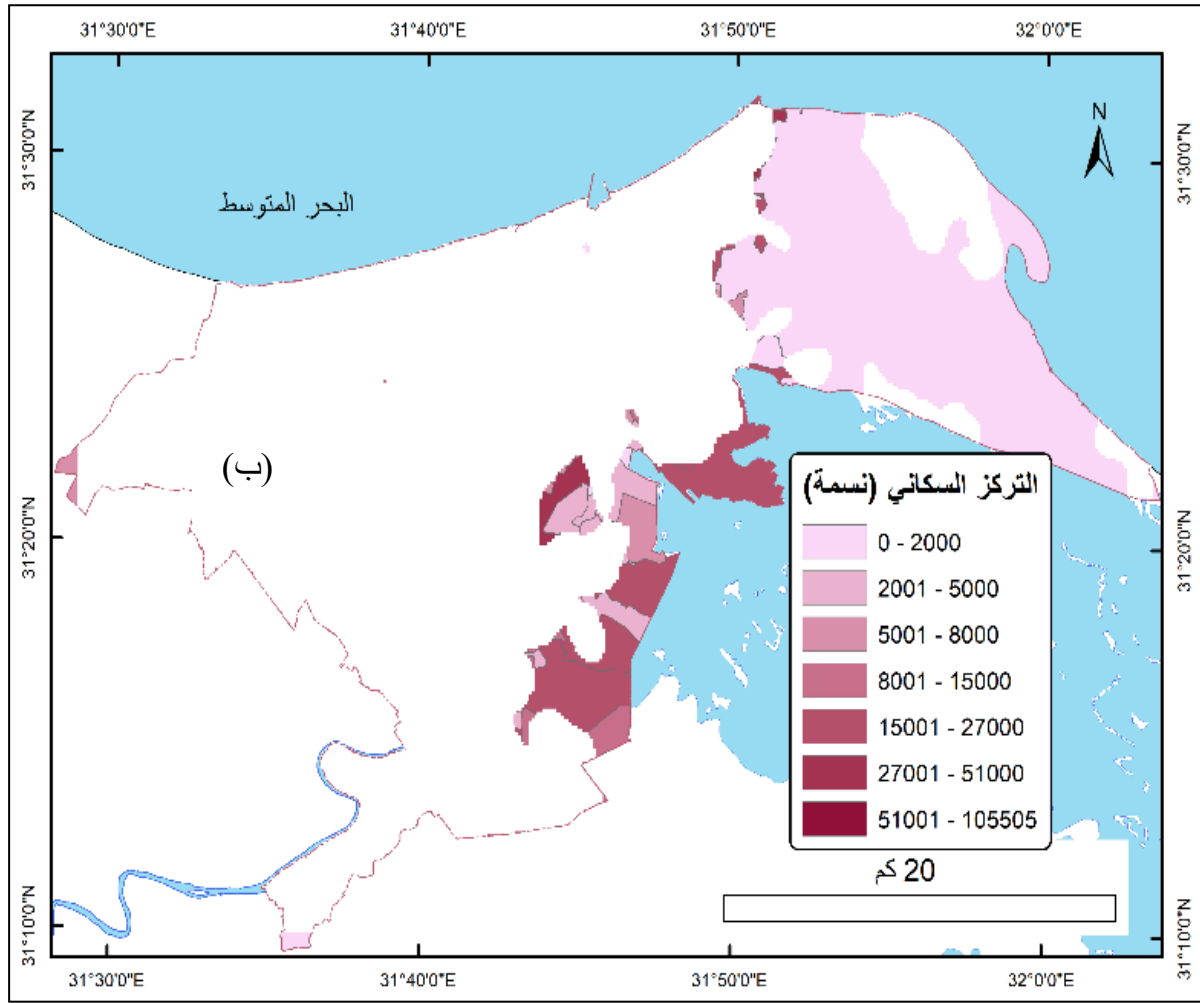 31°30'0"E 31°40'0"E 31°50'0"E 32°0'0"E
N
31°30'0"N 31°30'0"N
البحر المتوسط
(ب)
التركز السكاني (نسمة)
0 - 2000
2001 - 5000
5001 - 8000
8001 - 15000
15001 - 27000
27001 - 51000
51001 - 105505
31°20'0"N 31°20'0"N
20 كم
31°10'0"N 31°10'0"N
31°30'0"E 31°40'0"E 31°50'0"E 32°0'0"E